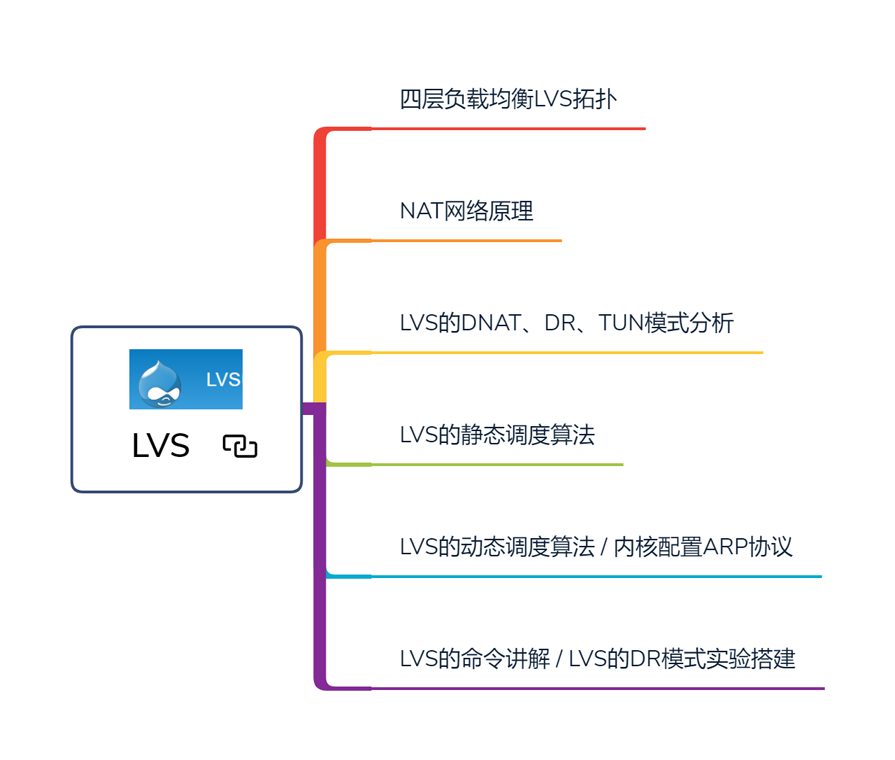 四层负载均衡LVS拓扑
NAT网络原理
LVS的DNAT、DR、TUN模式分析
LVS
LVS
LVS的静态调度算法
LVS的动态调度算法 / 内核配置ARP协议
LVS的命令讲解 / LVS的DR模式实验搭建